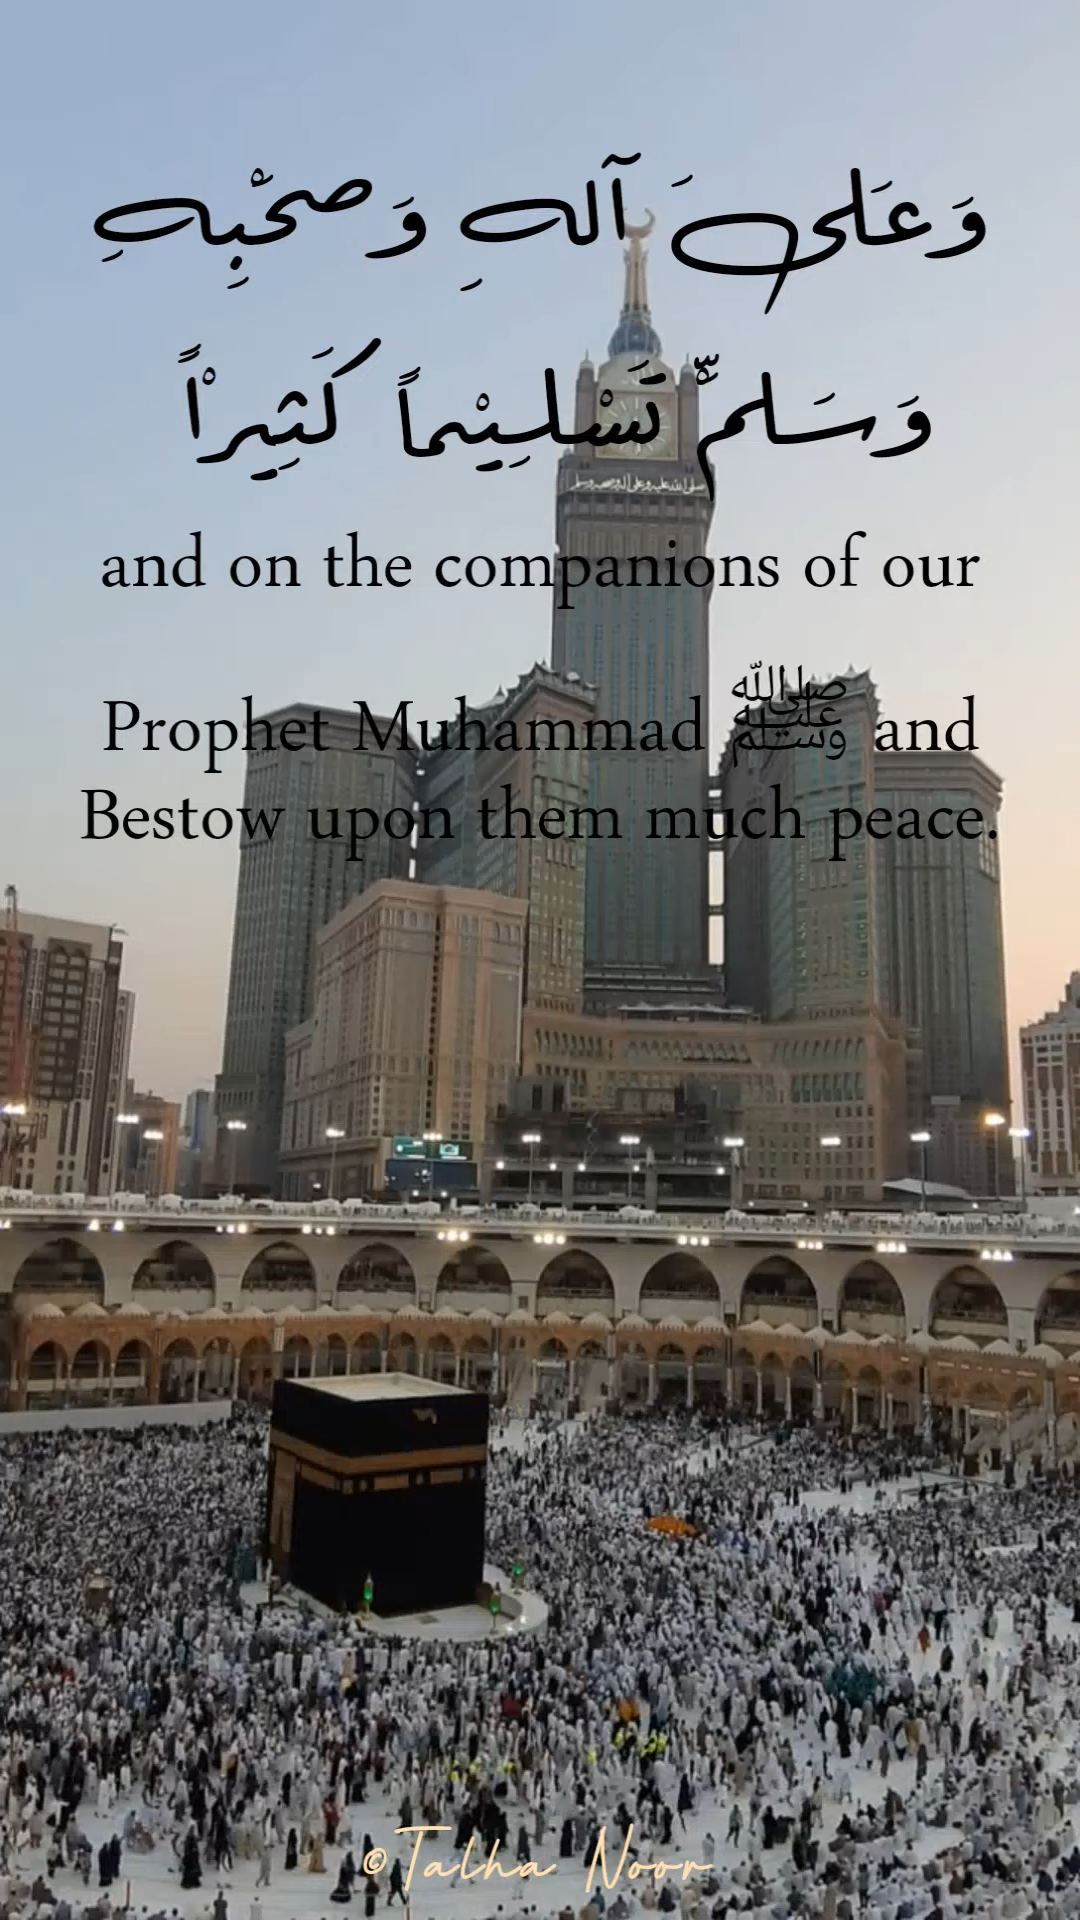 وَعَلىَ آلهِ وَصحْبِهِ
وَسَلمّْ تَسْلِيْماً كَثِيراًْ
and on the companions of our
Prophet Muhammad ﷺ and
Bestow upon them much peace.
©Talha Noor